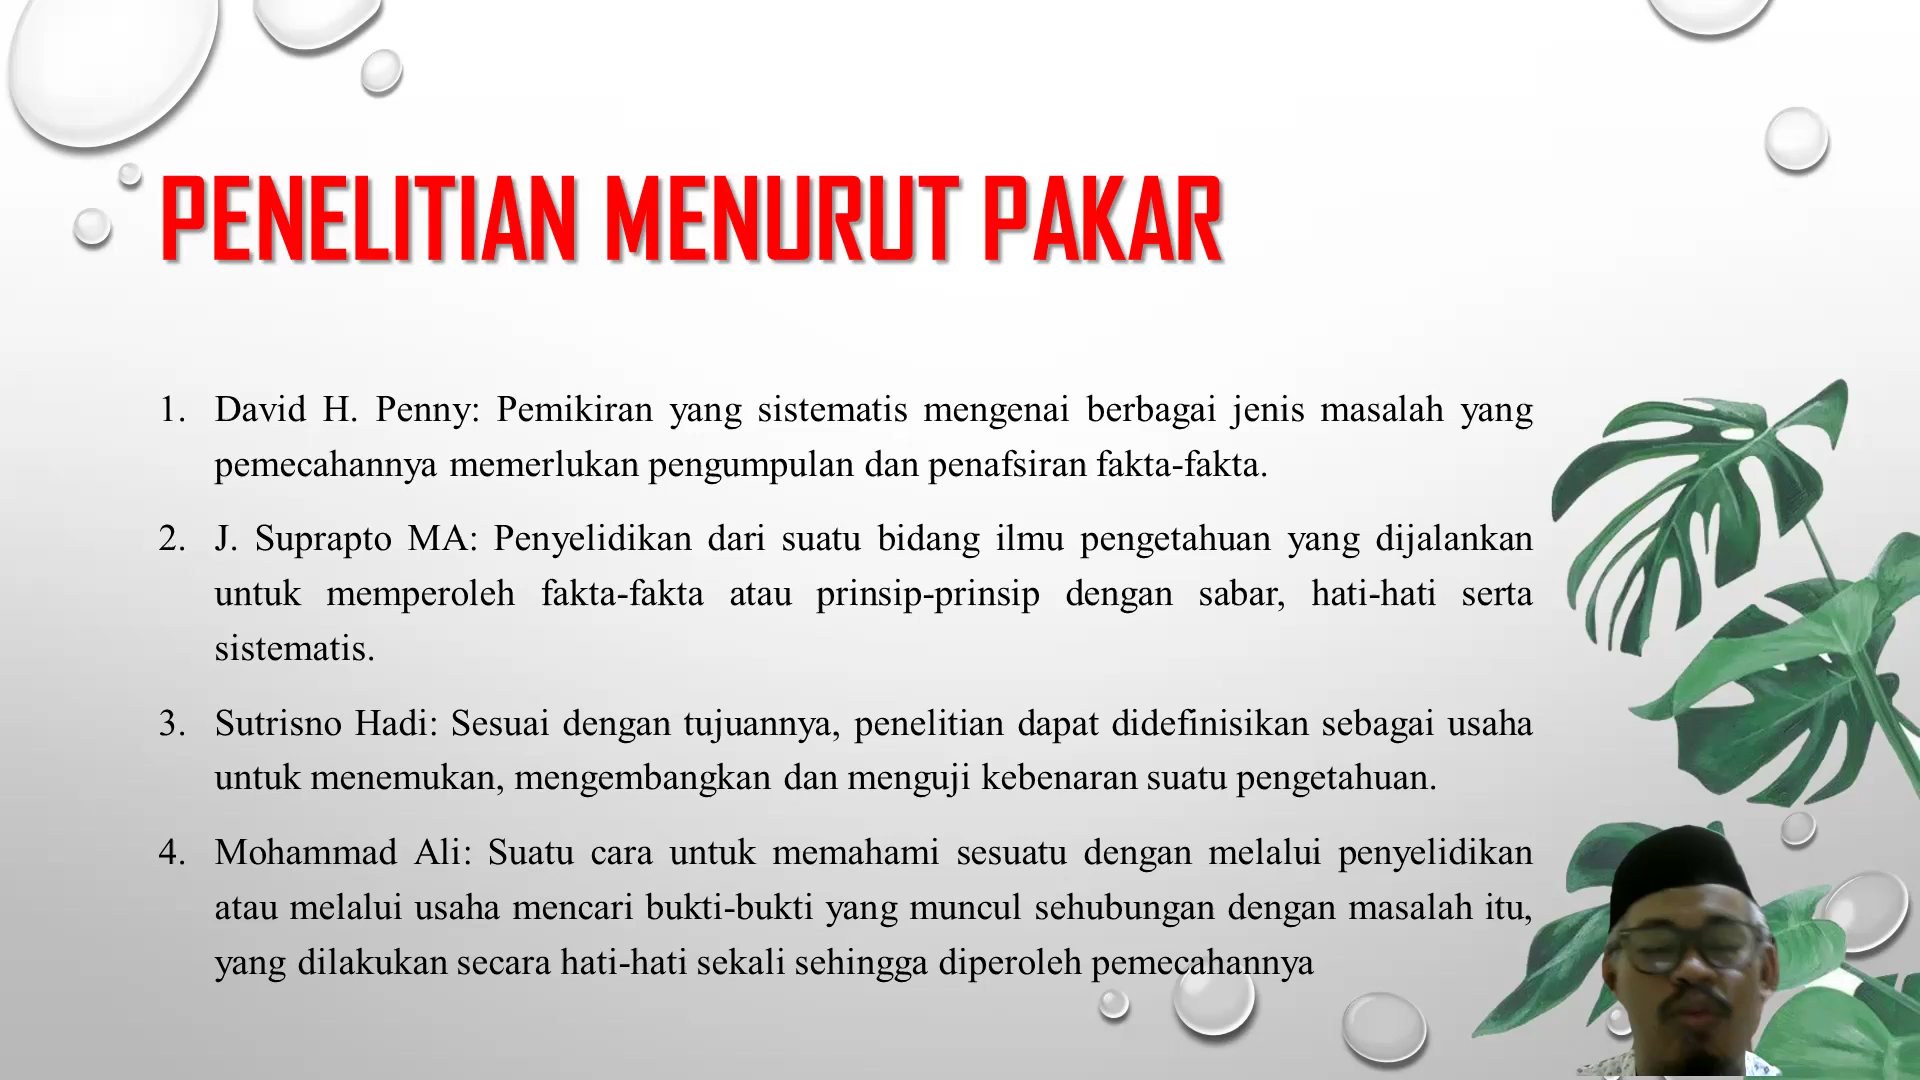 PENELITIAN MENURUT PAKAR
1. David H. Penny: Pemikiran yang sistematis mengenai berbagai jenis masalah yang
pemecahannya memerlukan pengumpulan dan penafsiran fakta-fakta.
2. J. Suprapto MA: Penyelidikan dari suatu bidang ilmu pengetahuan yang dijalankan
untuk memperoleh fakta-fakta atau prinsip-prinsip dengan sabar, hati-hati serta
sistematis.
3. Sutrisno Hadi: Sesuai dengan tujuannya, penelitian dapat didefinisikan sebagai usaha
untuk menemukan, mengembangkan dan menguji kebenaran suatu pengetahuan.
4. Mohammad Ali: Suatu cara untuk memahami sesuatu dengan melalui penyelidikan
atau melalui usaha mencari bukti-bukti yang muncul sehubungan dengan masalah itu,
yang dilakukan secara hati-hati sekali sehingga diperoleh pemecahannya